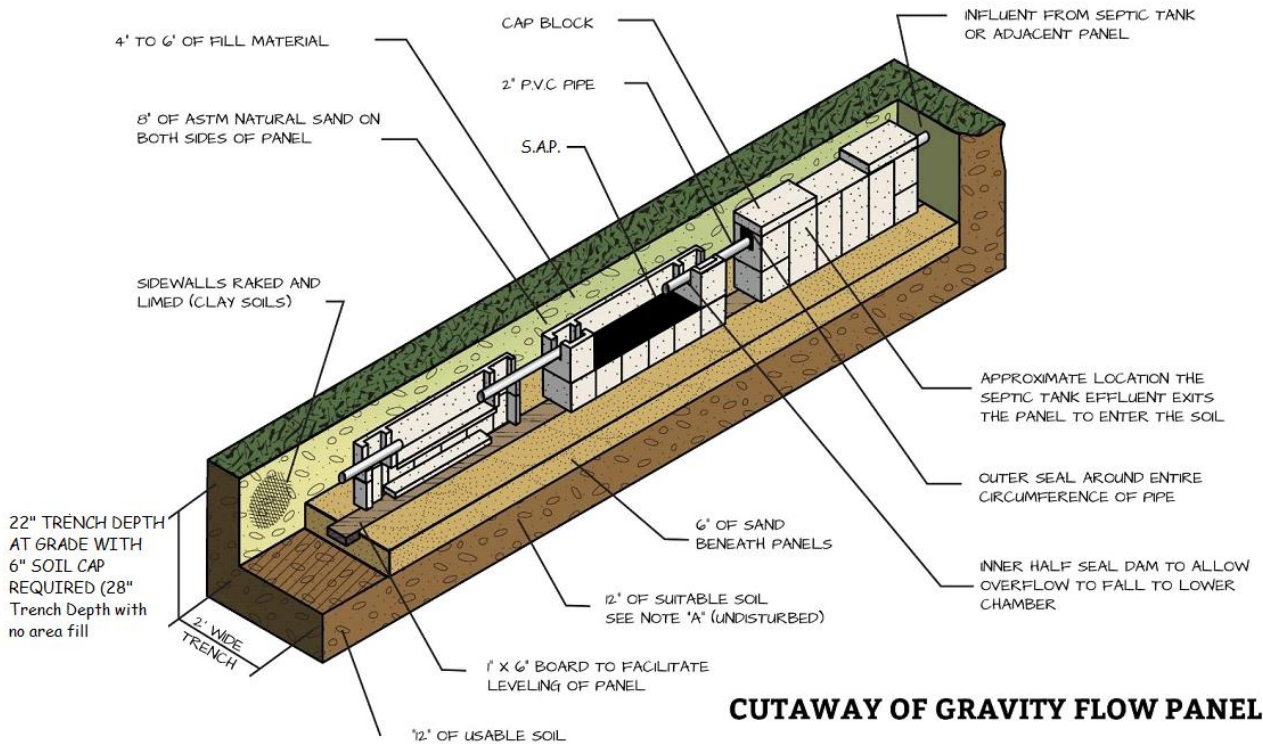 CAP BLOCK
INFLUENT FROM SEPTIC TANK
OR ADJACENT PANEL
4' TO 6' OF FILL MATERIAL
2" P.V.C PIPE
8' OF ASTM NATURAL SAND ON
BOTH SIDES OF PANEL
S.A.P.
SIDEWALLS RAKED AND
LIMED (CLAY SOILS)
APPROXIMATE LOCATION THE
SEPTIC TANK EFFLUENT EXITS
THE PANEL TO ENTER THE SOIL
OUTER SEAL AROUND ENTIRE
CIRCUMFERENCE OF PIPE
22" TRENCH DEPTH
AT GRADE WITH
6" SOIL CAP
REQUIRED (28"
Trench Depth with
no area fill
6' OF SAND
BENEATH PANELS
INNER HALF SEAL DAM TO ALLOW
OVERFLOW TO FALL TO LOWER
CHAMBER
12" OF SUITABLE SOIL
SEE NOTE "A" (UNDISTURBED)
2' WIDE
TRENCH
1" X 6" BOARD TO FACILITATE
LEVELING OF PANEL
CUTAWAY OF GRAVITY FLOW PANEL
"12" OF USABLE SOIL